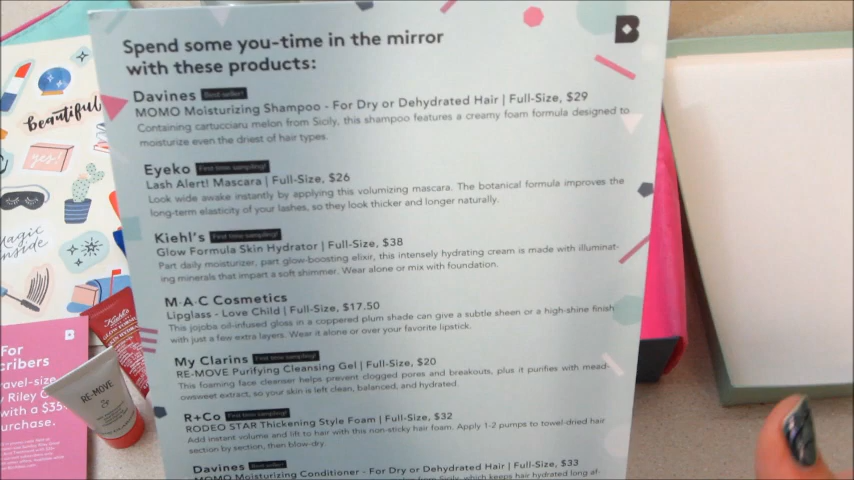 B
Spend some you-time in the mirror
with these products:
Davines Best seller!
MOMO Moisturizing Shampoo - For Dry or Dehydrated Hair | Full-Size, $29
Containing cartucciaru melon from Sicily, this shampoo features a creamy foam formula designed to
moisturize even the driest of hair types.
Eyeko First time sampling!
Lash Alert! Mascara | Full-Size, $26
Look wide awake instantly by applying this volumizing mascara. The botanical formula improves the
long-term elasticity of your lashes, so they look thicker and longer naturally.
Kiehl's First time sampling!
Glow Formula Skin Hydrator | Full-Size, $38
Part daily moisturizer, part glow-boosting elixir, this intensely hydrating cream is made with illuminat-
ing minerals that impart a soft shimmer. Wear alone or mix with foundation.
M·A·C Cosmetics
Lipglass - Love Child | Full-Size, $17.50
This jojoba oil-infused gloss in a coppered plum shade can give a subtle sheen or a high-shine finish
with just a few extra layers. Wear it alone or over your favorite lipstick.
My Clarins First time sampling!
RE-MOVE Purifying Cleansing Gel | Full-Size, $20
This foaming face cleanser helps prevent clogged pores and breakouts, plus it purifies with mead-
owsweet extract, so your skin is left clean, balanced, and hydrated.
R+Co First time sampling!
RODEO STAR Thickening Style Foam | Full-Size, $32
Add instant volume and lift to hair with this non-sticky hair foam. Apply 1-2 pumps to towel-dried hair
section by section, then blow-dry.
Davines Best seller!
MOMO Moisturizing Conditioner - For Dry or Dehydrated Hair | Full-Size, $33
from Sicily, which keeps hair hydrated long af-
beautiful
yes!
Magic
inside
For
cribers
ravel-size
Riley
with a $35
urchase.
Kiehl's
RE-MOVE